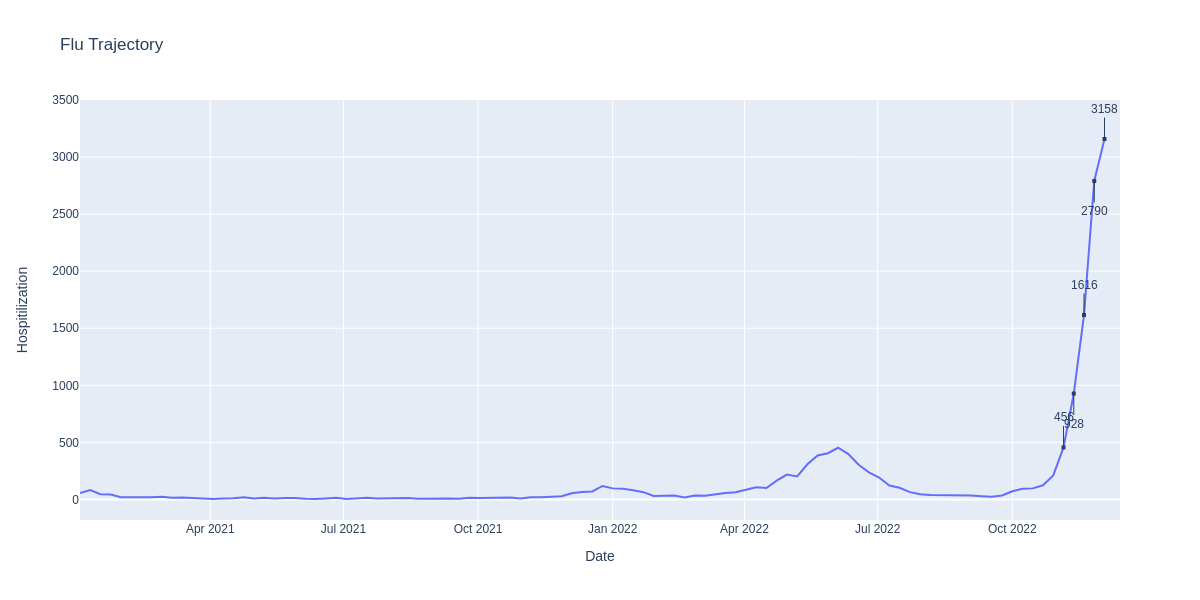 Flu Trajectory
3500
3000
2500
2000
1500
1000
500
0
Hospitilization
3158
2790
1616
456
928
Apr 2021
Jul 2021
Oct 2021
Jan 2022
Apr 2022
Jul 2022
Oct 2022
Date